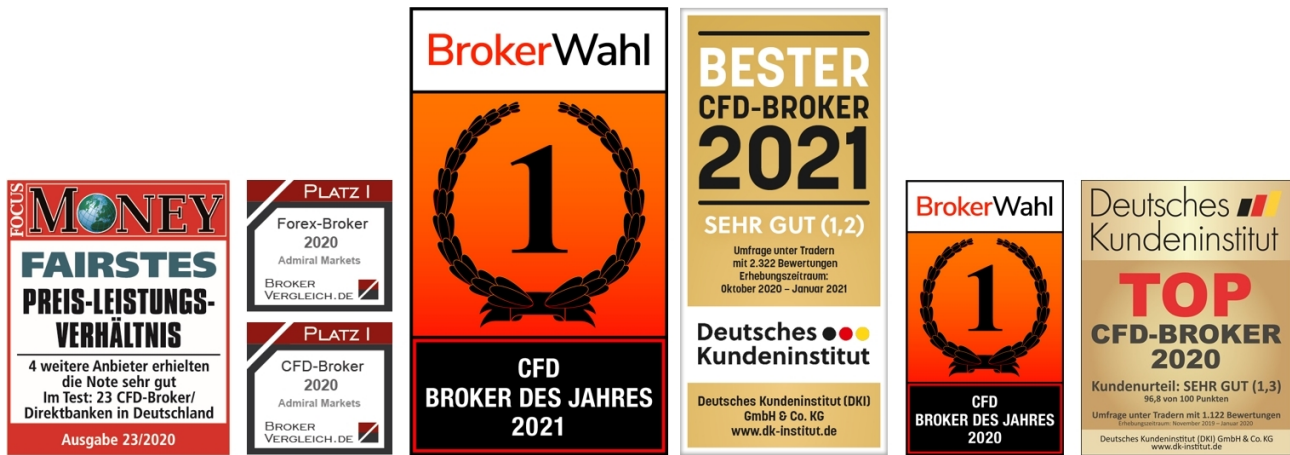 FOCUS
MONEY
FAIRSTES
PREIS-LEISTUNGS-
VERHÄLTNIS
4 weitere Anbieter erhielten
die Note sehr gut
Im Test: 23 CFD-Broker/
Direktbanken in Deutschland
Ausgabe 23/2020
PLATZ I
Forex-Broker
2020
Admiral Markets
BROKER
VERGLEICH.DE
PLATZ I
CFD-Broker
2020
Admiral Markets
BROKER
VERGLEICH.DE
BrokerWahl
1
CFD
BROKER DES JAHRES
2021
BESTER
CFD-BROKER
2021
SEHR GUT (1,2)
Umfrage unter Tradern
mit 2.322 Bewertungen
Erhebungszeitraum:
Oktober 2020 – Januar 2021
Deutsches
Kundeninstitut
Deutsches Kundeninstitut (DKI)
GmbH & Co. KG
www.dk-institut.de
BrokerWahl
1
CFD
BROKER DES JAHRES
2020
Deutsches
Kundeninstitut
TOP
CFD-BROKER
2020
Kundenurteil: SEHR GUT (1,3)
96,8 von 100 Punkten
Umfrage unter Tradern mit 1.122 Bewertungen
Erhebungszeitraum: November 2019 – Januar 2020
Deutsches Kundeninstitut (DKI) GmbH & Co. KG
www.dk-institut.de